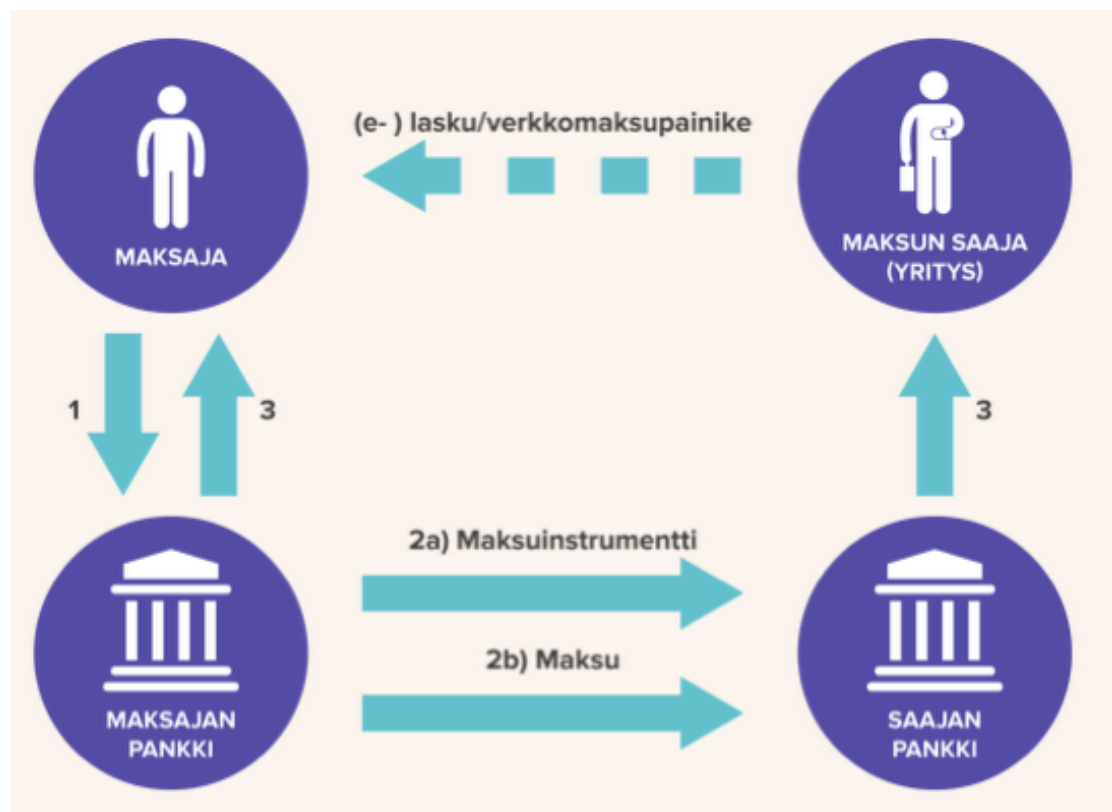 (e- ) lasku/verkkomaksupainike
MAKSAJA
MAKSUN SAAJA
(YRITYS)
1
3
3
2a) Maksuinstrumentti
2b) Maksu
MAKSAJAN
PANKKI
SAAJAN
PANKKI